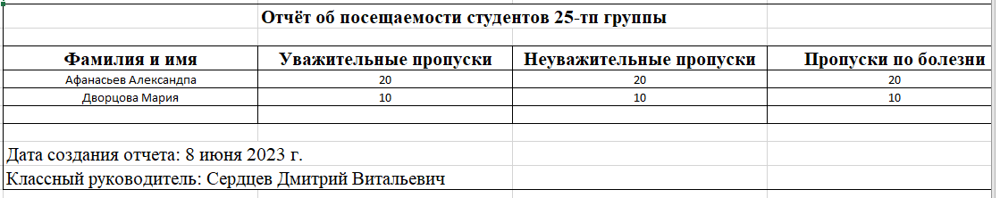 Отчёт об посещаемости студентов 25-тп группы
Фамилия и имя Уважительные пропуски Неуважительные пропуски Пропуски по болезни
Афанасьев Александпа 20 20 20
Дворцова Мария 10 10 10
Дата создания отчета: 8 июня 2023 г.
Классный руководитель: Сердцев Дмитрий Витальевич